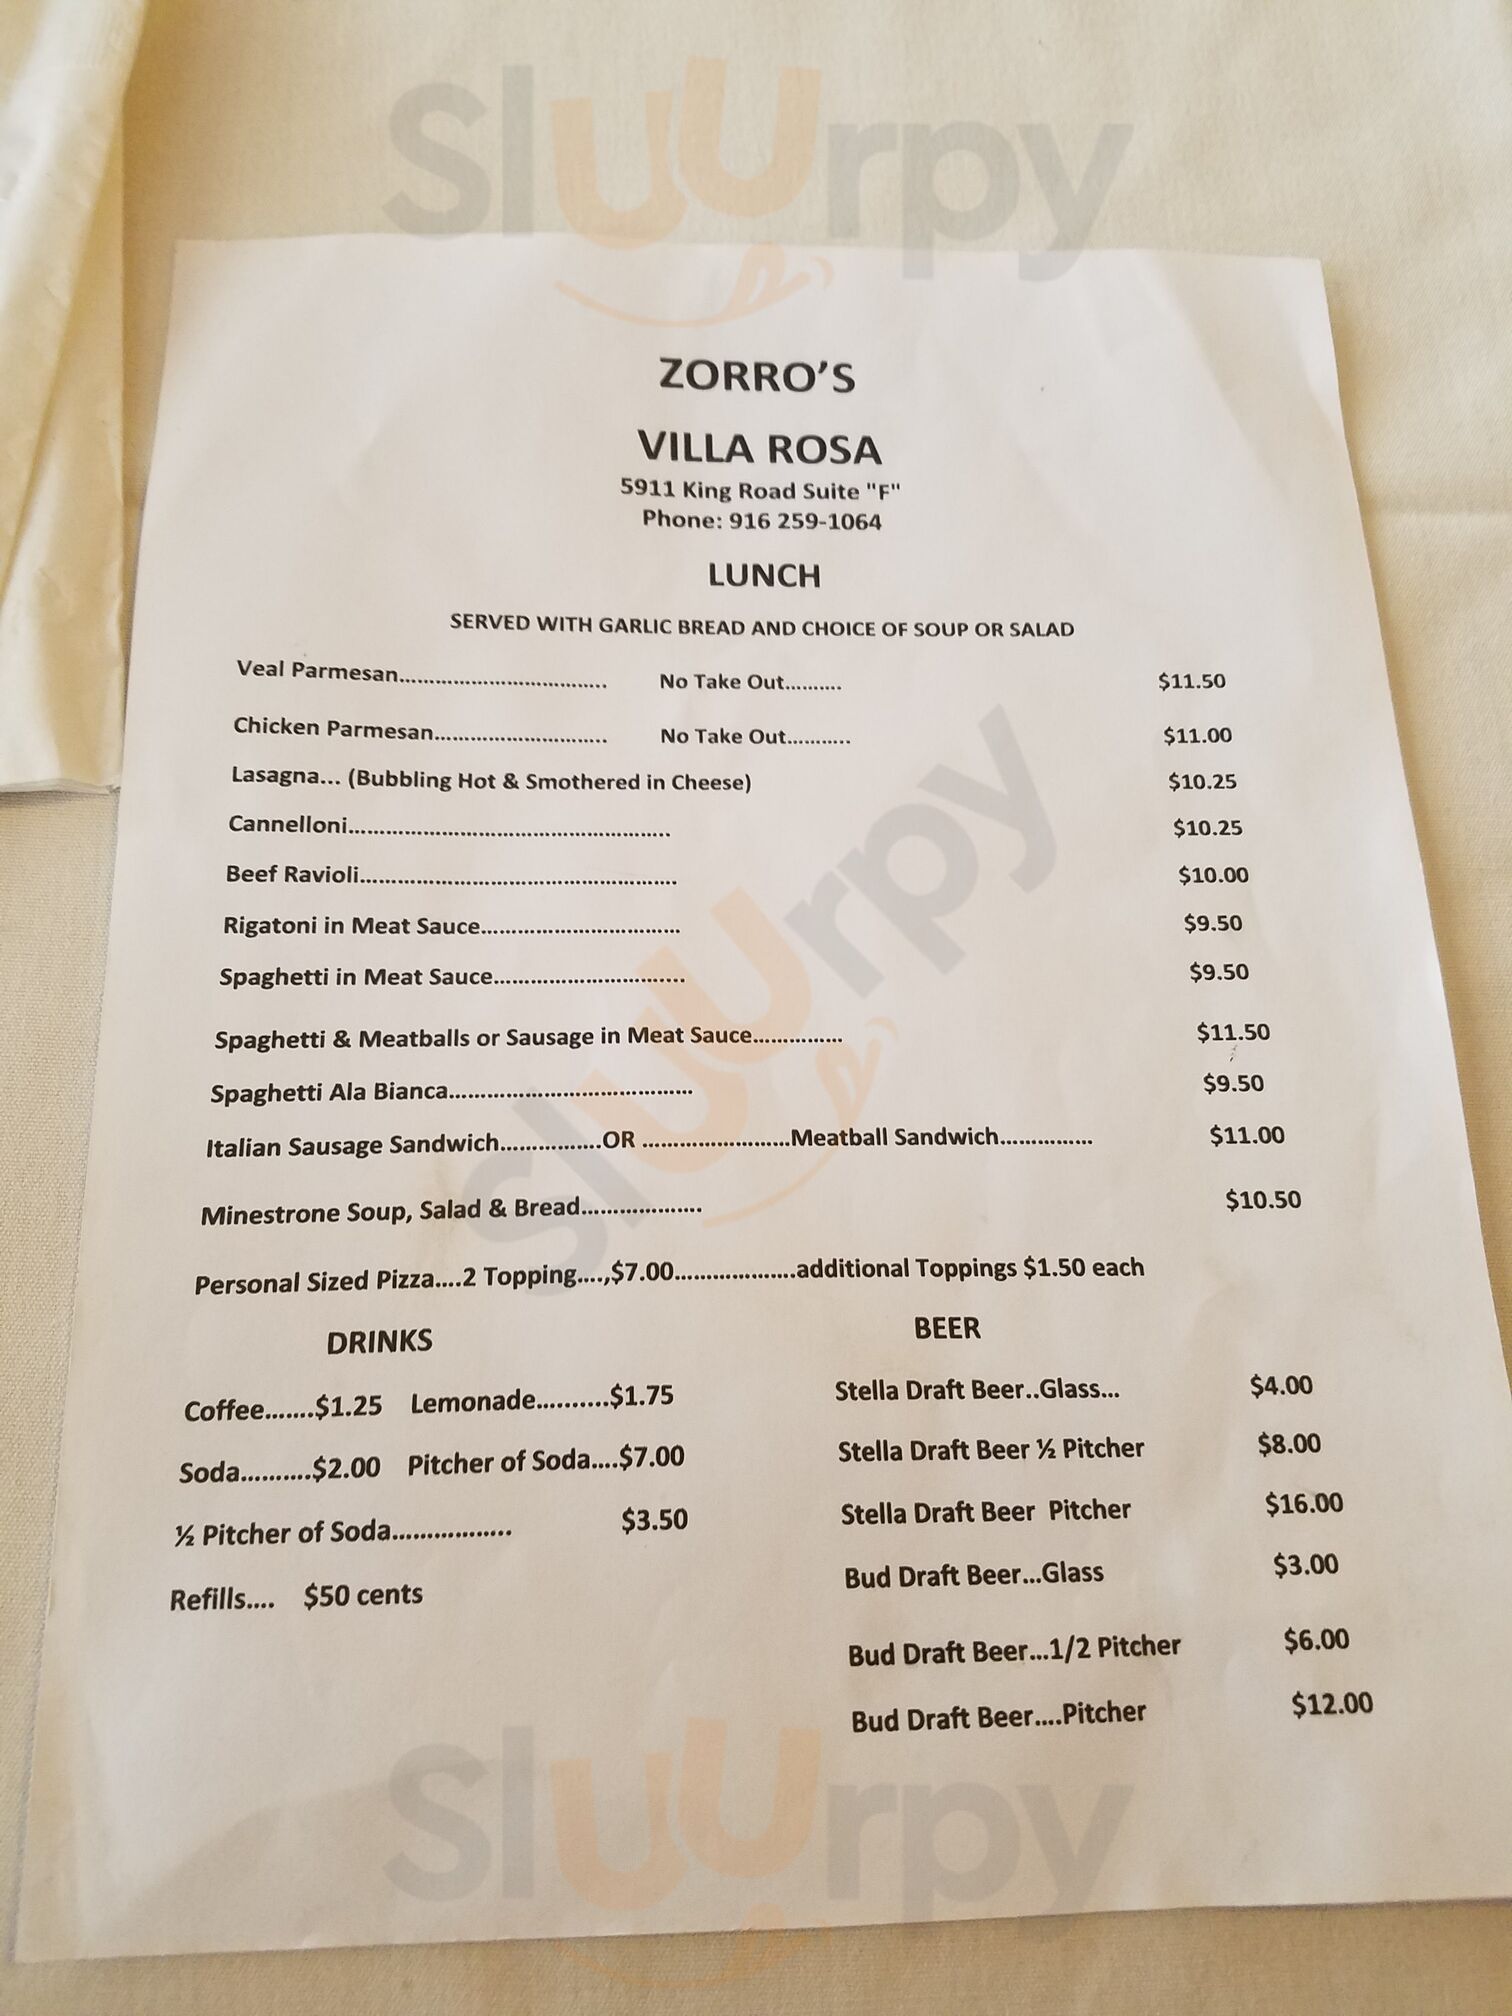 Sluurpy
ZORRO'S
VILLA ROSA
5911 King Road Suite "F"
Phone: 916 259-1064
LUNCH
SERVED WITH GARLIC BREAD AND CHOICE OF SOUP OR SALAD
Veal Parmesan.................................. No Take Out.......... $11.50
Chicken Parmesan............................ No Take Out........... $11.00
Lasagna... (Bubbling Hot & Smothered in Cheese) $10.25
Cannelloni.................................................... $10.25
Beef Ravioli.................................................... $10.00
Rigatoni in Meat Sauce................................ $9.50
Spaghetti in Meat Sauce............................... $9.50
Spaghetti & Meatballs or Sausage in Meat Sauce............... $11.50
Spaghetti Ala Bianca........................................ $9.50
Italian Sausage Sandwich.................OR ........................Meatball Sandwich............... $11.00
Minestrone Soup, Salad & Bread.................... $10.50
Personal Sized Pizza....2 Topping....,$7.00....................additional Toppings $1.50 each
DRINKS
Coffee.......$1.25 Lemonade..........$1.75
Soda..........$2.00 Pitcher of Soda....$7.00
½ Pitcher of Soda................. $3.50
Refills.... $50 cents
BEER
Stella Draft Beer..Glass... $4.00
Stella Draft Beer ½ Pitcher $8.00
Stella Draft Beer Pitcher $16.00
Bud Draft Beer...Glass $3.00
Bud Draft Beer...1/2 Pitcher $6.00
Bud Draft Beer....Pitcher $12.00
Sluurpy
Sluurpy